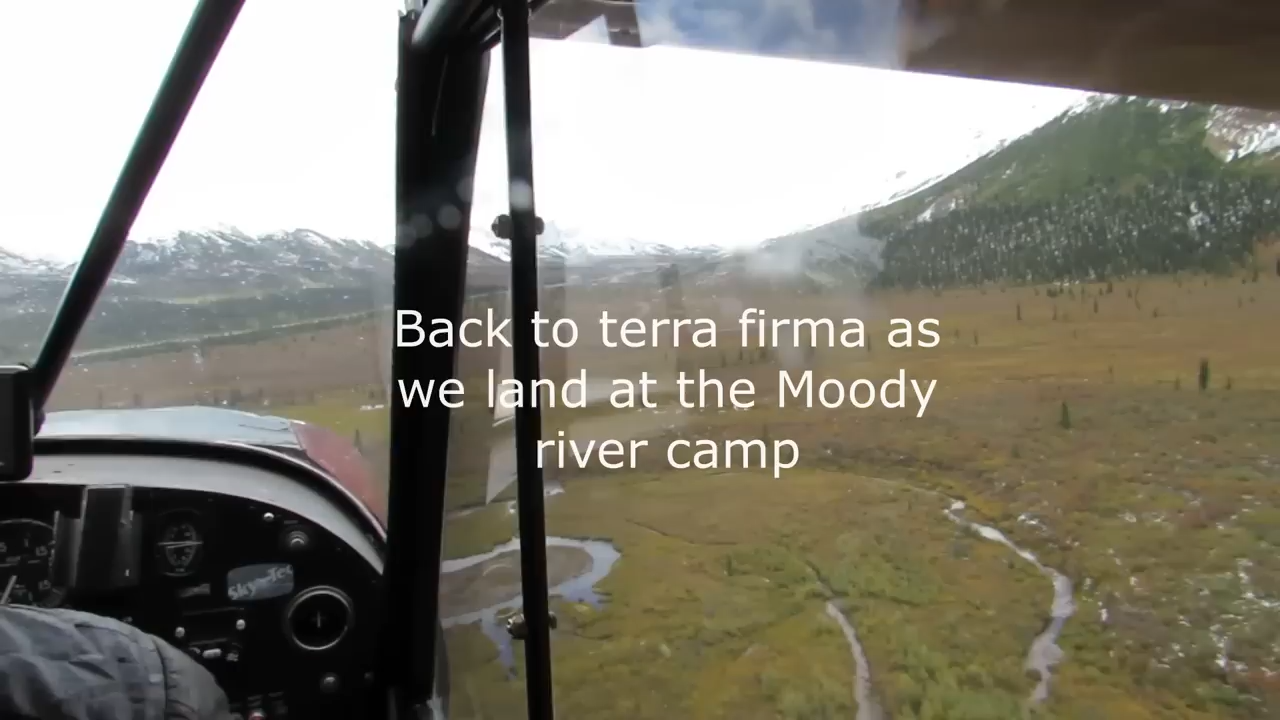 Back to terra firma as
we land at the Moody
river camp
Sky-Tec